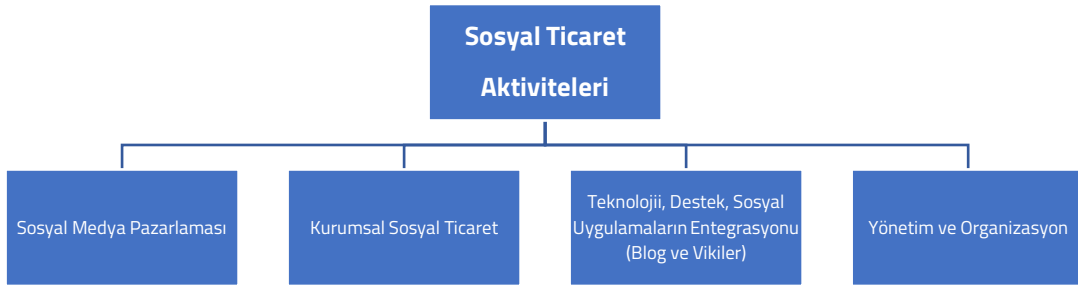 Sosyal Ticaret
Aktiviteleri
Sosyal Medya Pazarlaması
Kurumsal Sosyal Ticaret
Teknolojii, Destek, Sosyal
Uygulamaların Entegrasyonu
(Blog ve Vikiler)
Yönetim ve Organizasyon